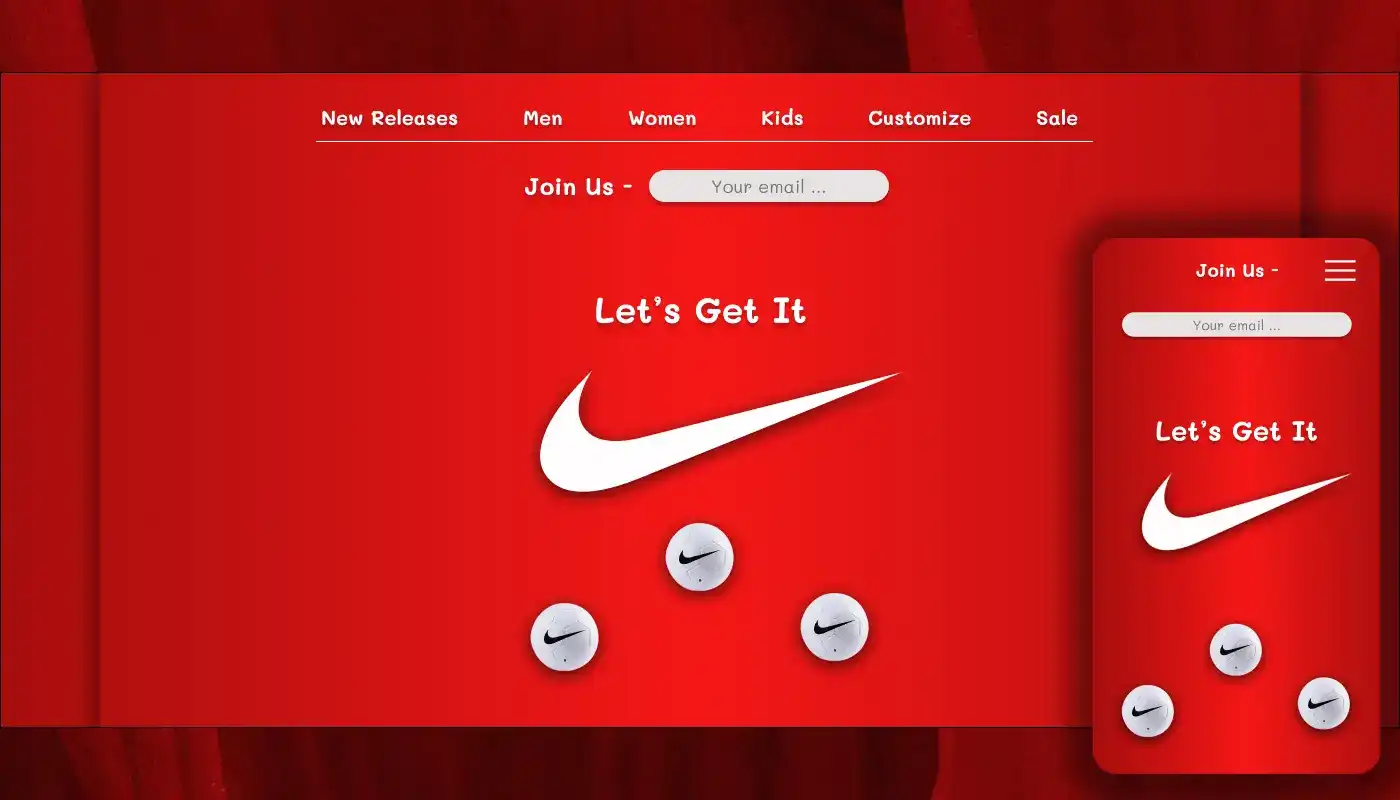 New Releases Men Women Kids Customize Sale
Join Us - Your email ...
Let's Get It
Join Us -
Your email ...
Let's Get It